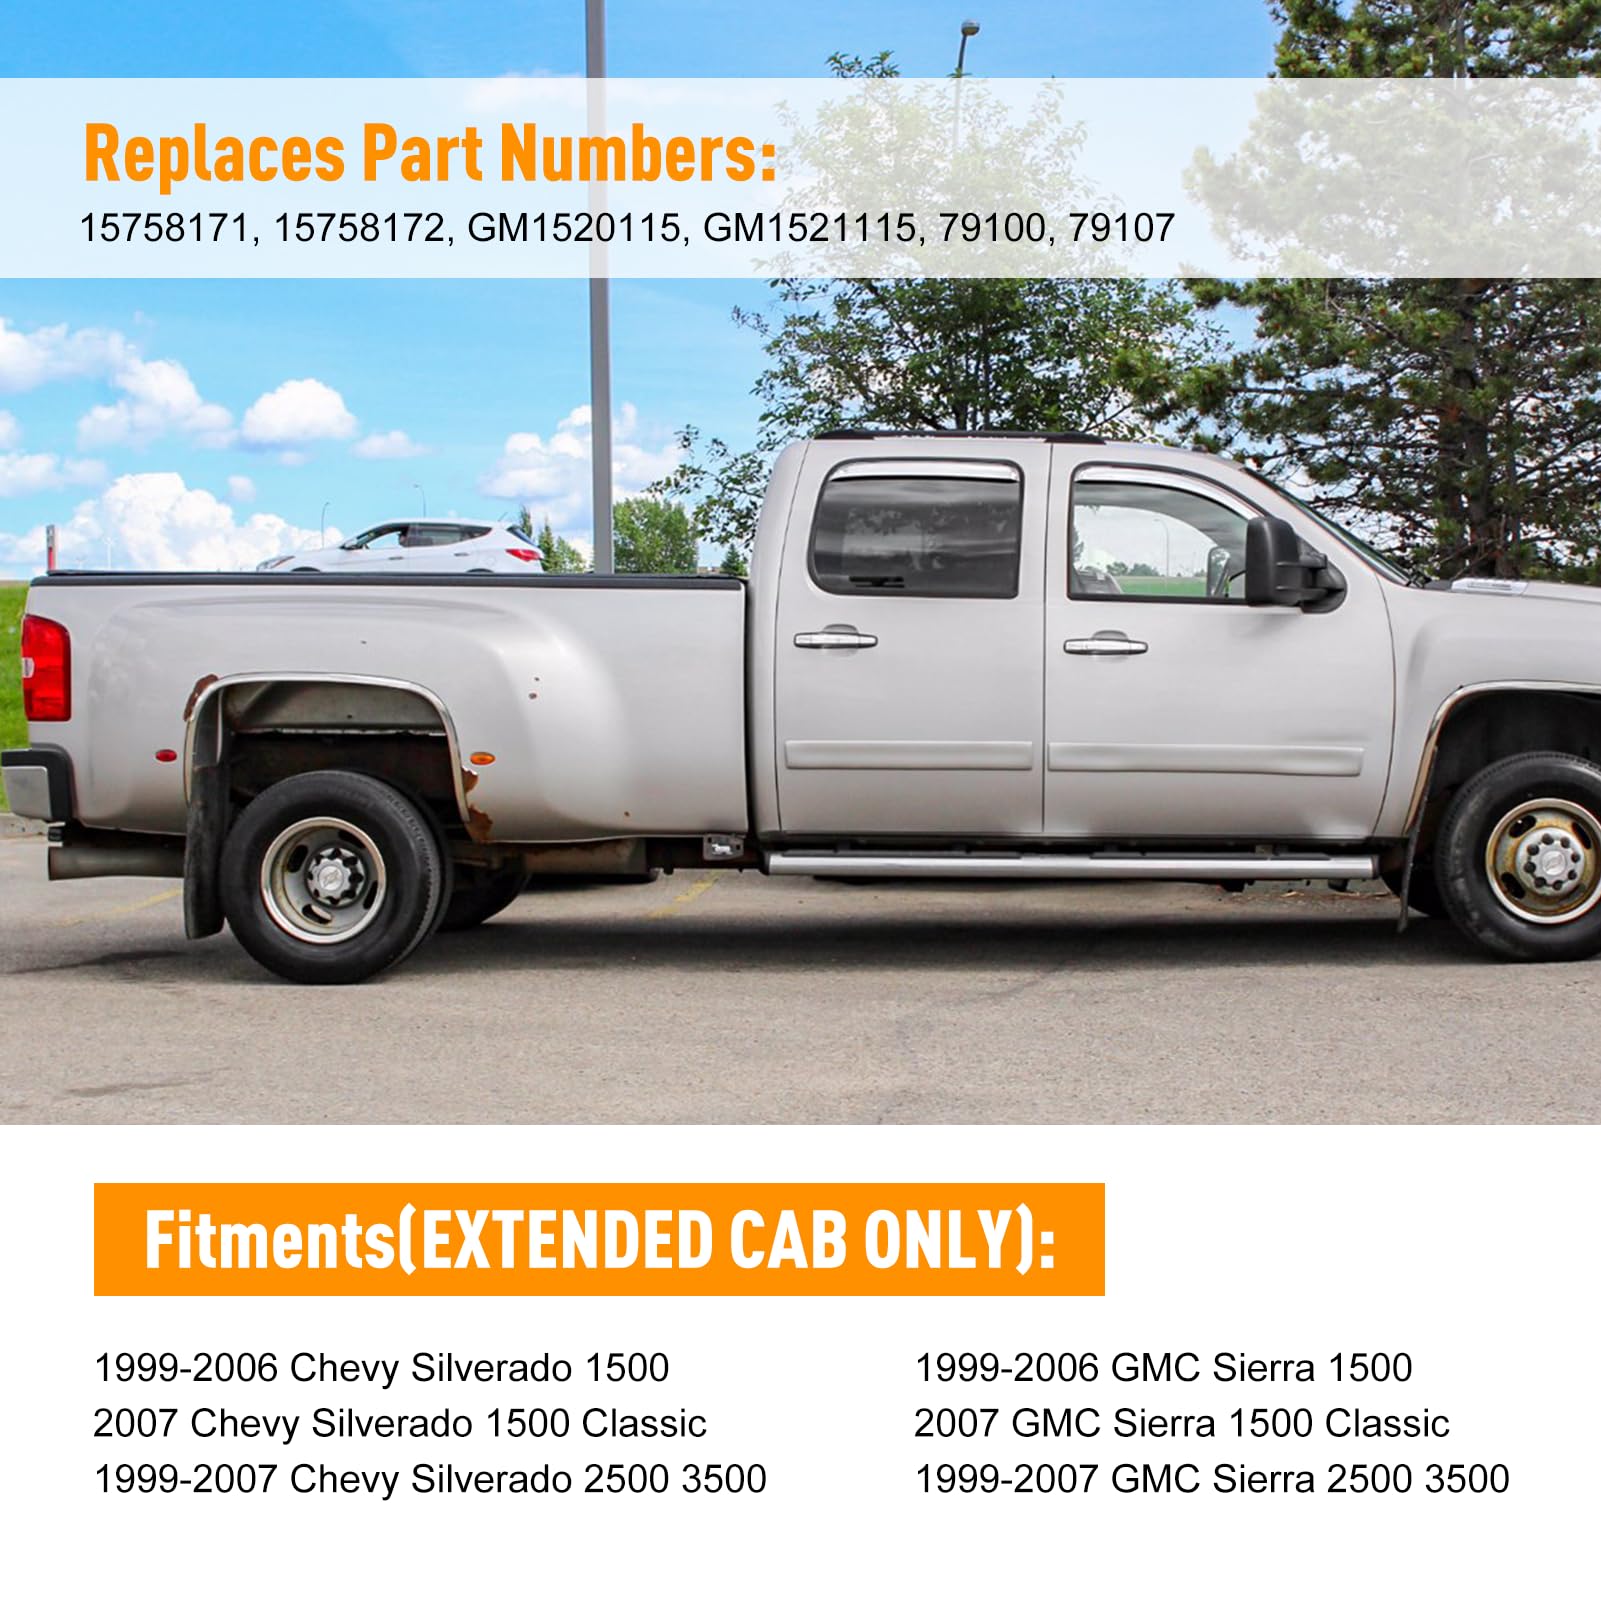 Replaces Part Numbers:
15758171, 15758172, GM1520115, GM1521115, 79100, 79107
Fitments(EXTENDED CAB ONLY):
1999-2006 Chevy Silverado 1500
2007 Chevy Silverado 1500 Classic
1999-2007 Chevy Silverado 2500 3500
1999-2006 GMC Sierra 1500
2007 GMC Sierra 1500 Classic
1999-2007 GMC Sierra 2500 3500